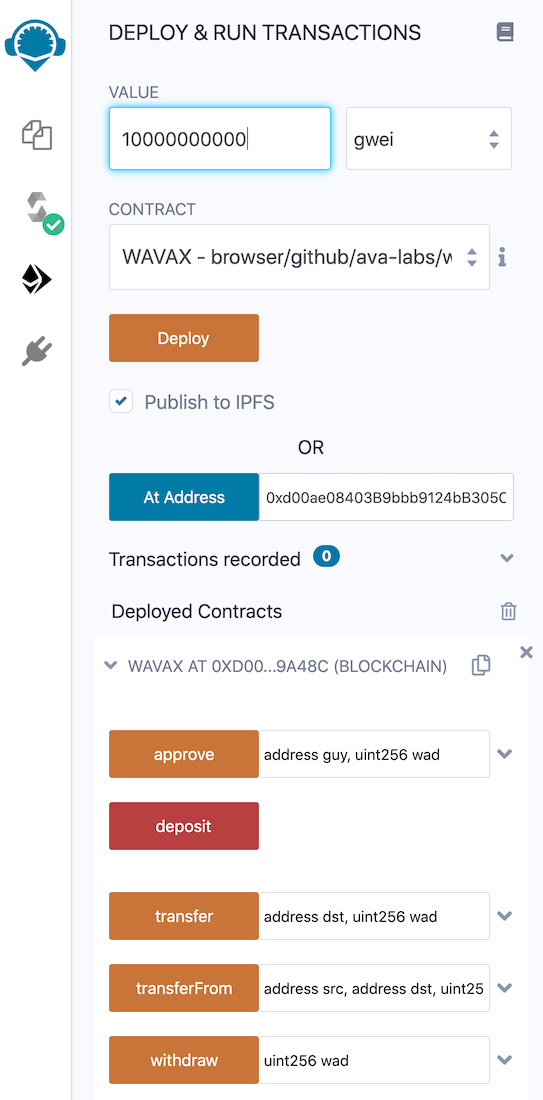 DEPLOY & RUN TRANSACTIONS
VALUE
10000000000 gwei
CONTRACT
WAVAX - browser/github/ava-labs/w
Deploy
Publish to IPFS
OR
At Address 0xd00ae08403B9bbb9124bB305C
Transactions recorded 0
Deployed Contracts
WAVAX AT 0XD00...9A48C (BLOCKCHAIN)
approve address guy, uint256 wad
deposit
transfer address dst, uint256 wad
transferFrom address src, address dst, uint25
withdraw uint256 wad